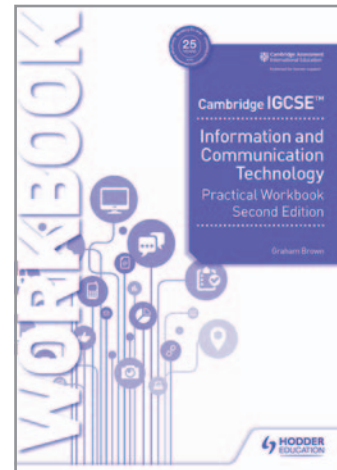 WORKBOOK
25
Cambridge Assessment
International Education
Cambridge IGCSE™
Information and
Communication
Technology
Practical Workbook
Second Edition
Graham Brown
HODDER
EDUCATION